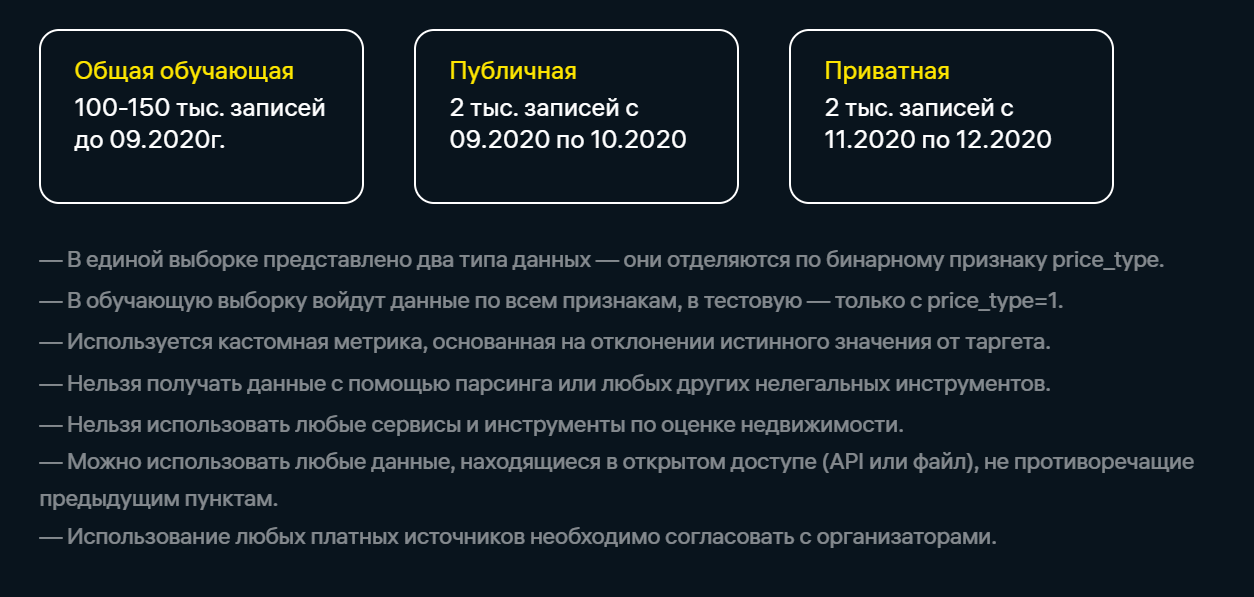 Общая обучающая
100-150 тыс. записей
до 09.2020г.
Публичная
2 тыс. записей с
09.2020 по 10.2020
Приватная
2 тыс. записей с
11.2020 по 12.2020
— В единой выборке представлено два типа данных — они отделяются по бинарному признаку price_type.
— В обучающую выборку войдут данные по всем признакам, в тестовую — только с price_type=1.
— Используется кастомная метрика, основанная на отклонении истинного значения от таргета.
— Нельзя получать данные с помощью парсинга или любых других нелегальных инструментов.
— Нельзя использовать любые сервисы и инструменты по оценке недвижимости.
— Можно использовать любые данные, находящиеся в открытом доступе (API или файл), не противоречащие
предыдущим пунктам.
— Использование любых платных источников необходимо согласовать с организаторами.